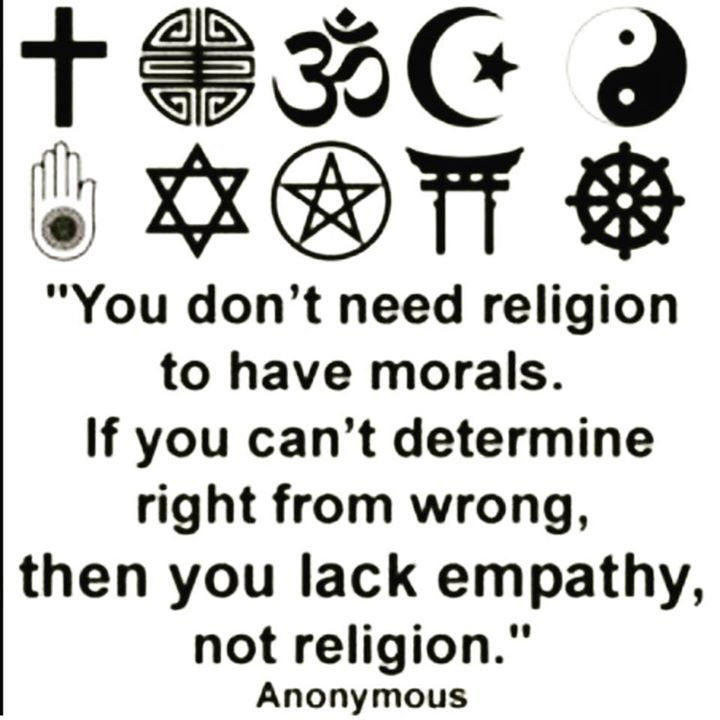 "You don’t need religion
to have morals.
If you can’t determine
right from wrong,
then you lack empathy,
not religion."
Anonymous